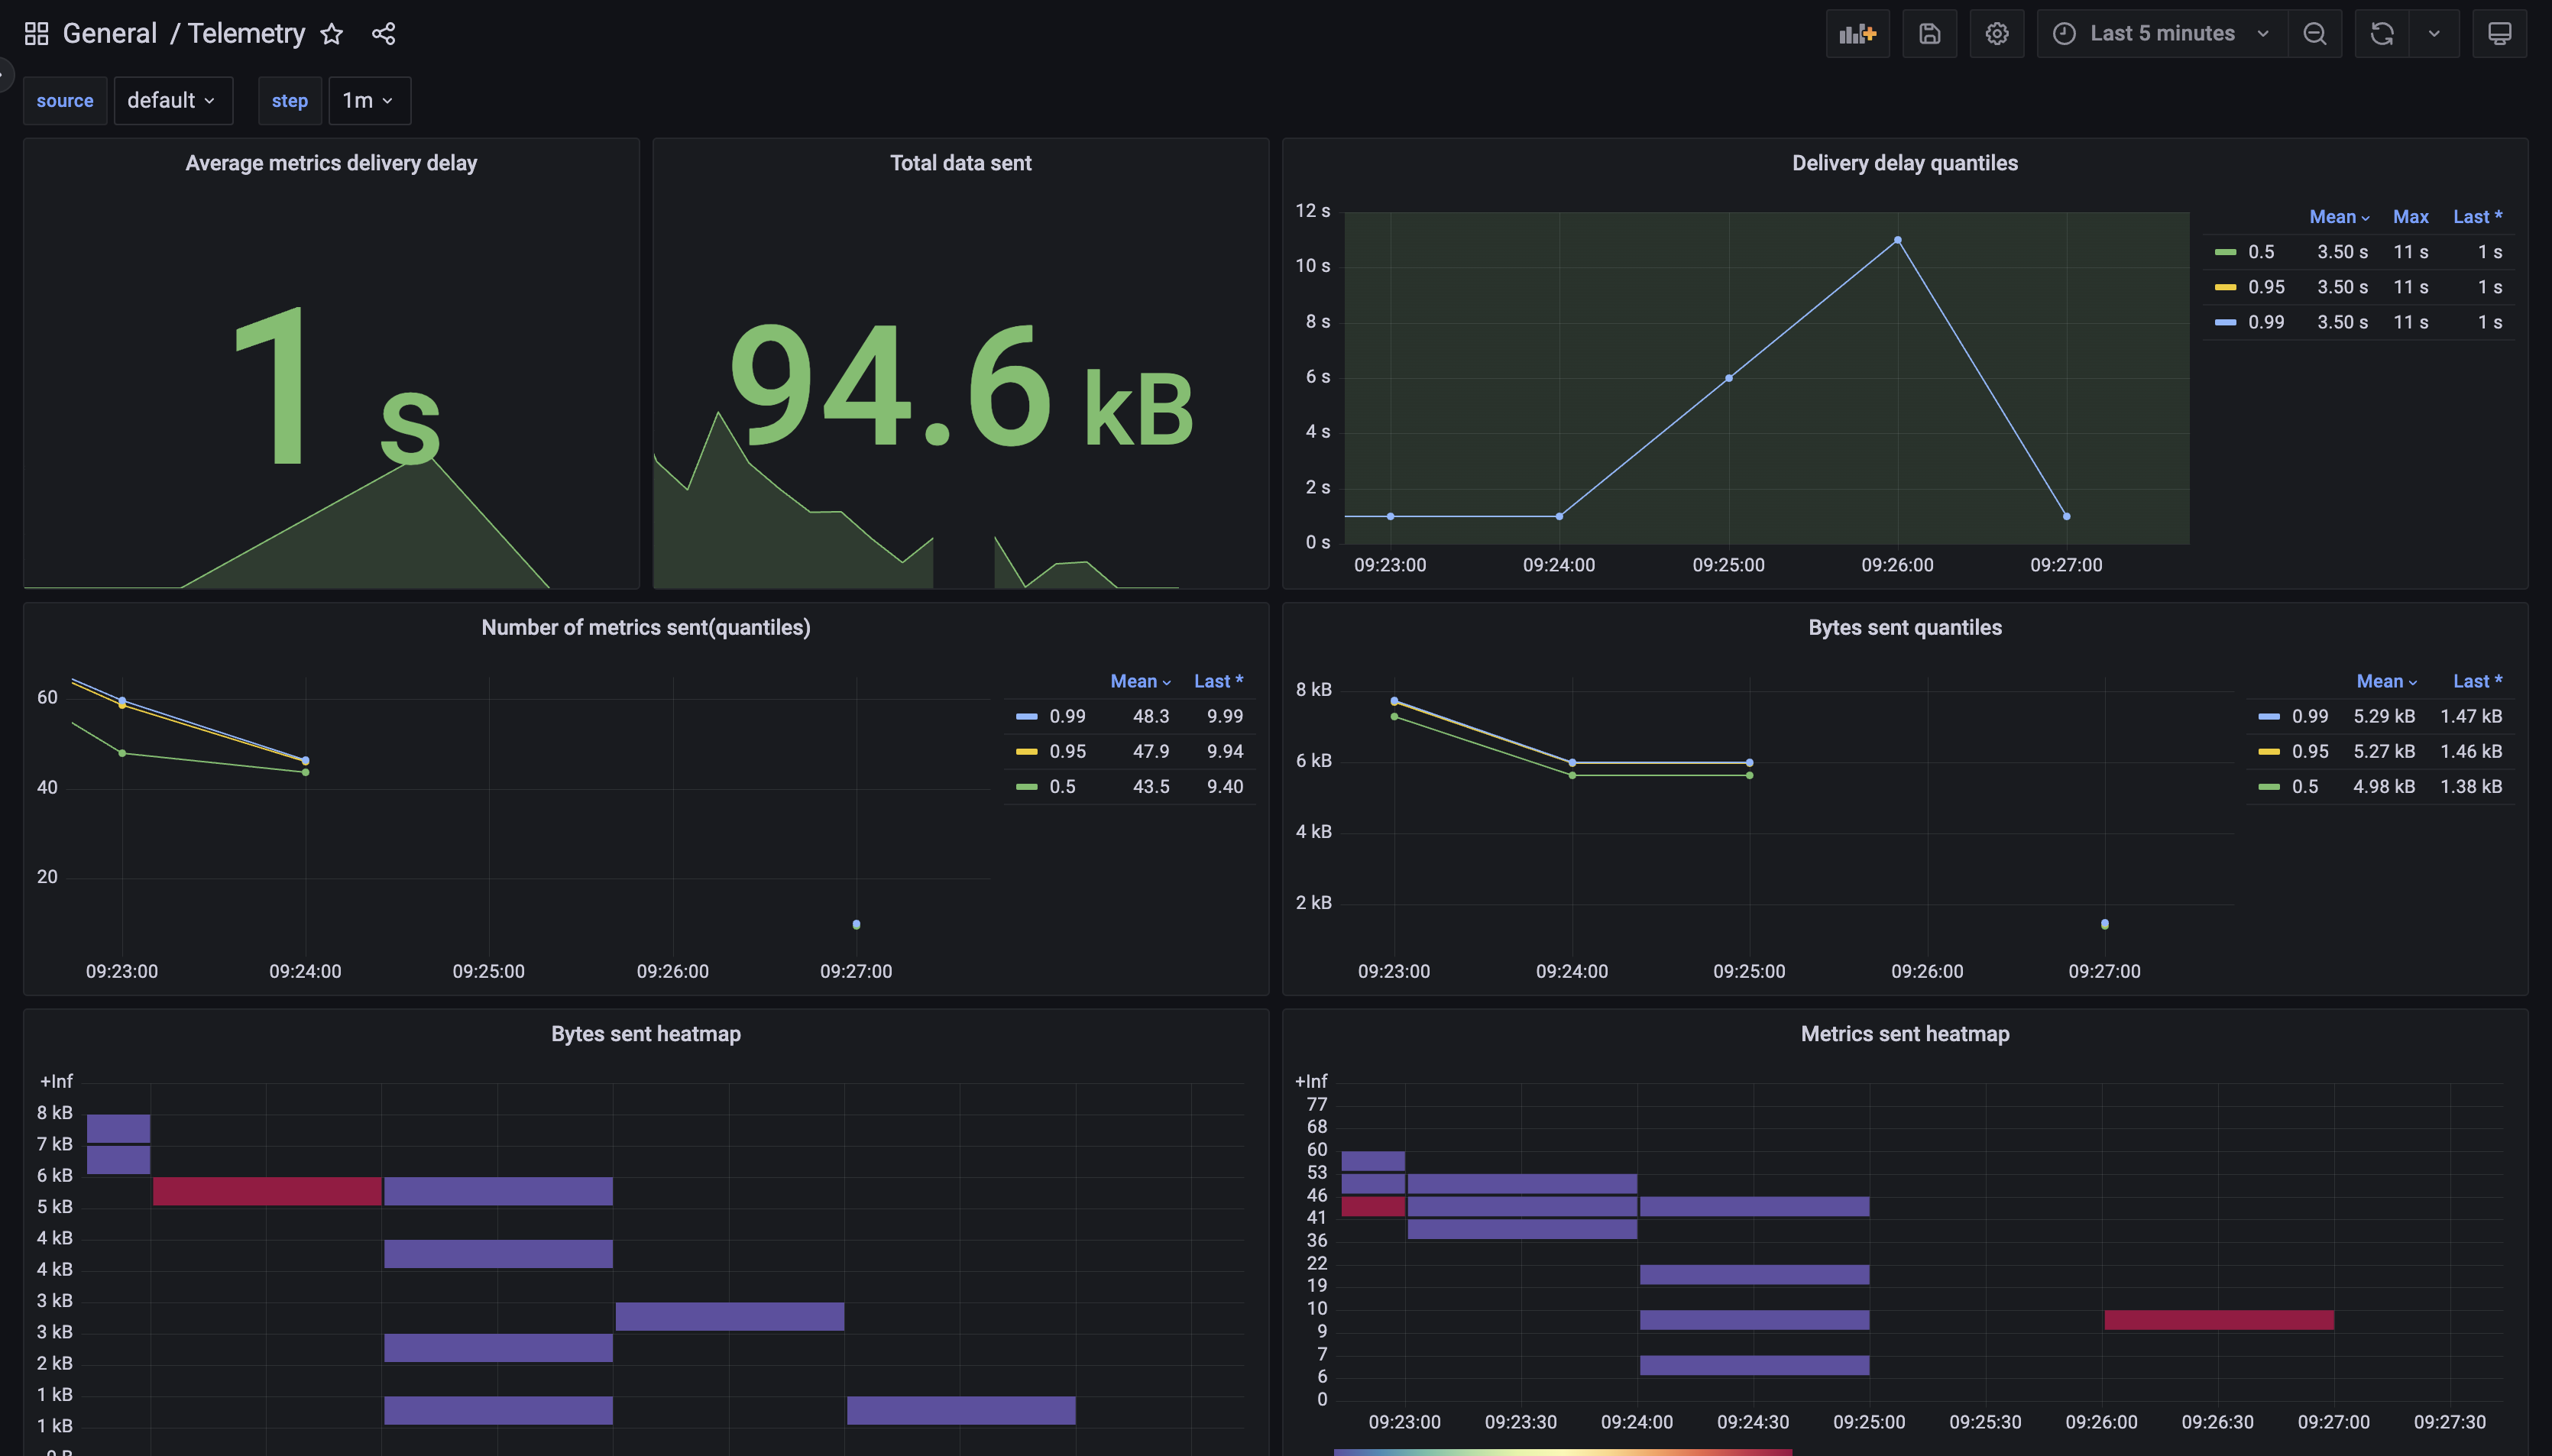 General / Telemetry
Last 5 minutes
source default step 1m
Average metrics delivery delay
1 s
Total data sent
94.6 kB
Delivery delay quantiles
12 s
10 s
8 s
6 s
4 s
2 s
0 s
09:23:00 09:24:00 09:25:00 09:26:00 09:27:00
Mean Max Last *
0.5 3.50 s 11 s 1 s
0.95 3.50 s 11 s 1 s
0.99 3.50 s 11 s 1 s
Number of metrics sent(quantiles)
60
40
20
09:23:00 09:24:00 09:25:00 09:26:00 09:27:00
Mean Last *
0.99 48.3 9.99
0.95 47.9 9.94
0.5 43.5 9.40
Bytes sent quantiles
8 kB
6 kB
4 kB
2 kB
09:23:00 09:24:00 09:25:00 09:26:00 09:27:00
Mean Last *
0.99 5.29 kB 1.47 kB
0.95 5.27 kB 1.46 kB
0.5 4.98 kB 1.38 kB
Bytes sent heatmap
+Inf
8 kB
7 kB
6 kB
5 kB
4 kB
4 kB
3 kB
3 kB
2 kB
1 kB
1 kB
Metrics sent heatmap
+Inf
77
68
60
53
46
41
36
22
19
10
9
7
6
0
09:23:00 09:23:30 09:24:00 09:24:30 09:25:00 09:25:30 09:26:00 09:26:30 09:27:00 09:27:30